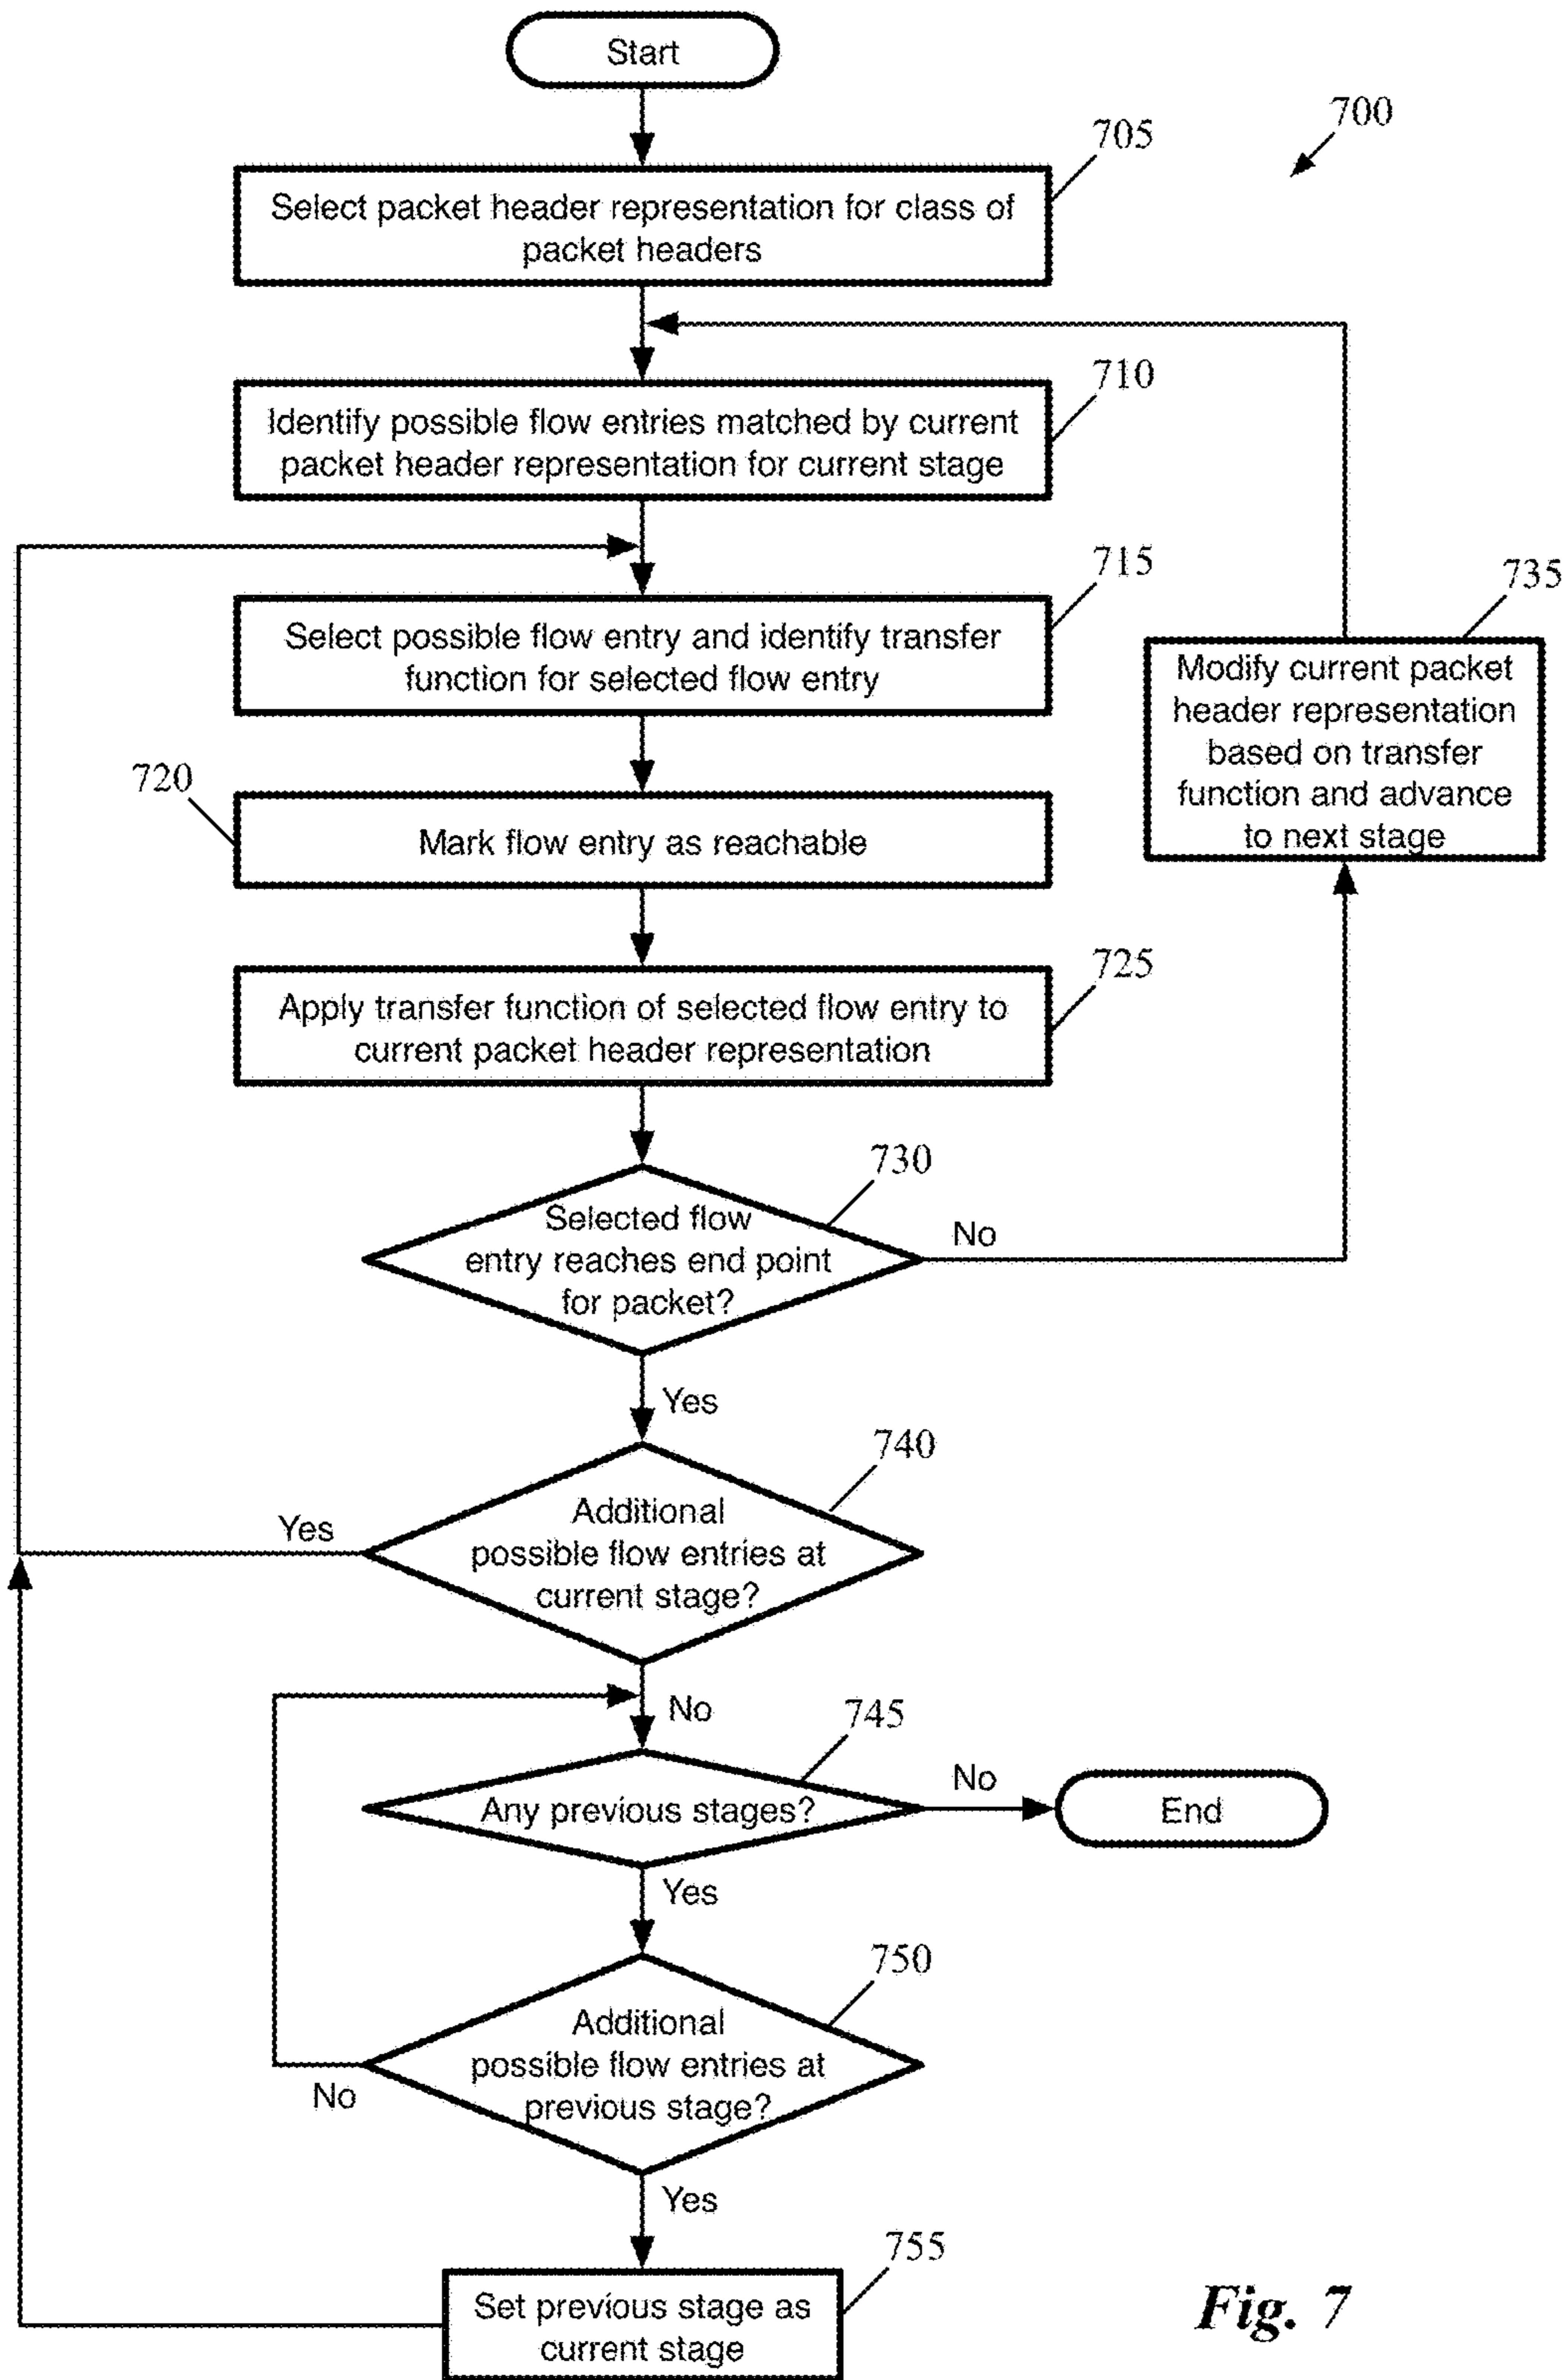 Start
700
705
Select packet header representation for class of
packet headers
710
Identify possible flow entries matched by current
packet header representation for current stage
715
Select possible flow entry and identify transfer
function for selected flow entry
735
Modify current packet
header representation
based on transfer
function and advance
to next stage
720
Mark flow entry as reachable
725
Apply transfer function of selected flow entry to
current packet header representation
730
Selected flow
entry reaches end point
for packet?
No
Yes
740
Additional
possible flow entries at
current stage?
Yes
No
745
Any previous stages?
No
End
Yes
750
Additional
possible flow entries at
previous stage?
No
Yes
755
Set previous stage as
current stage
Fig. 7